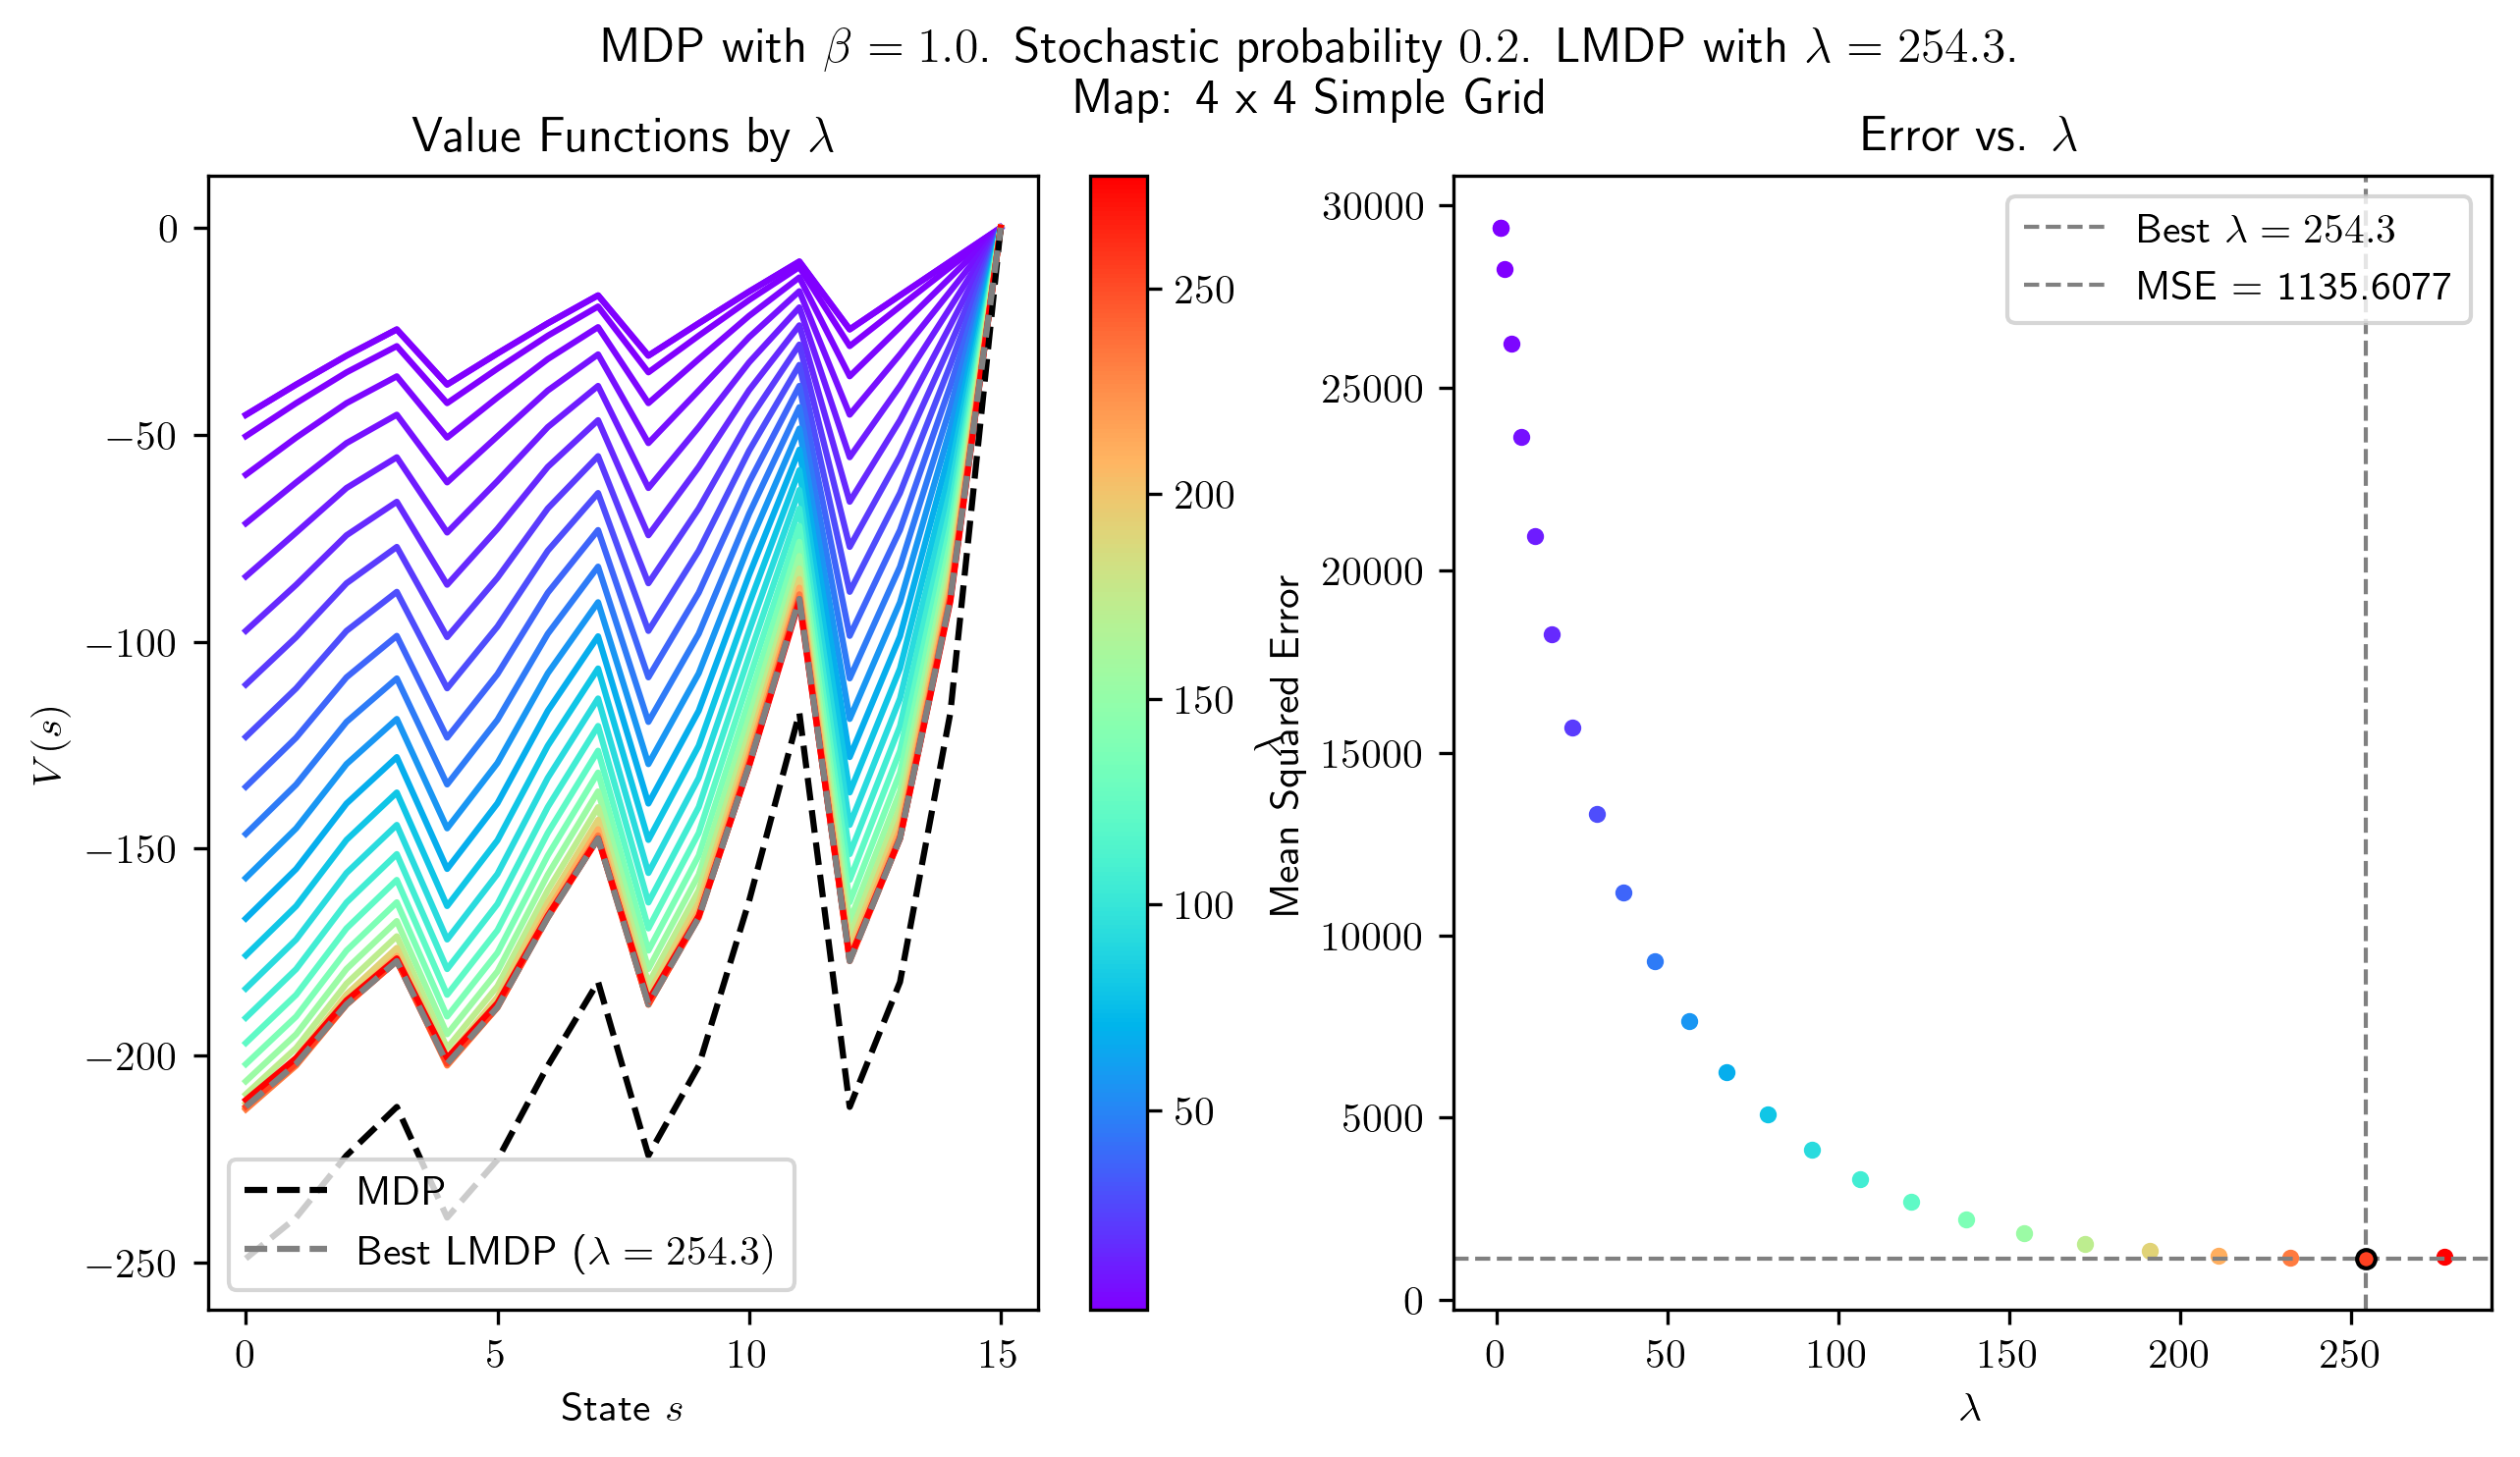 MDP with β = 1.0. Stochastic probability 0.2. LMDP with λ = 254.3.
Map: 4 x 4 Simple Grid
Value Functions by λ
0
−50
−100
−150
−200
−250
V(s)
0
5
10
15
State s
MDP
Best LMDP (λ = 254.3)
250
200
150
100
50
λ
Error vs. λ
30000
25000
20000
15000
10000
5000
0
Mean Squared Error
0
50
100
150
200
250
λ
Best λ = 254.3
MSE = 1135.6077